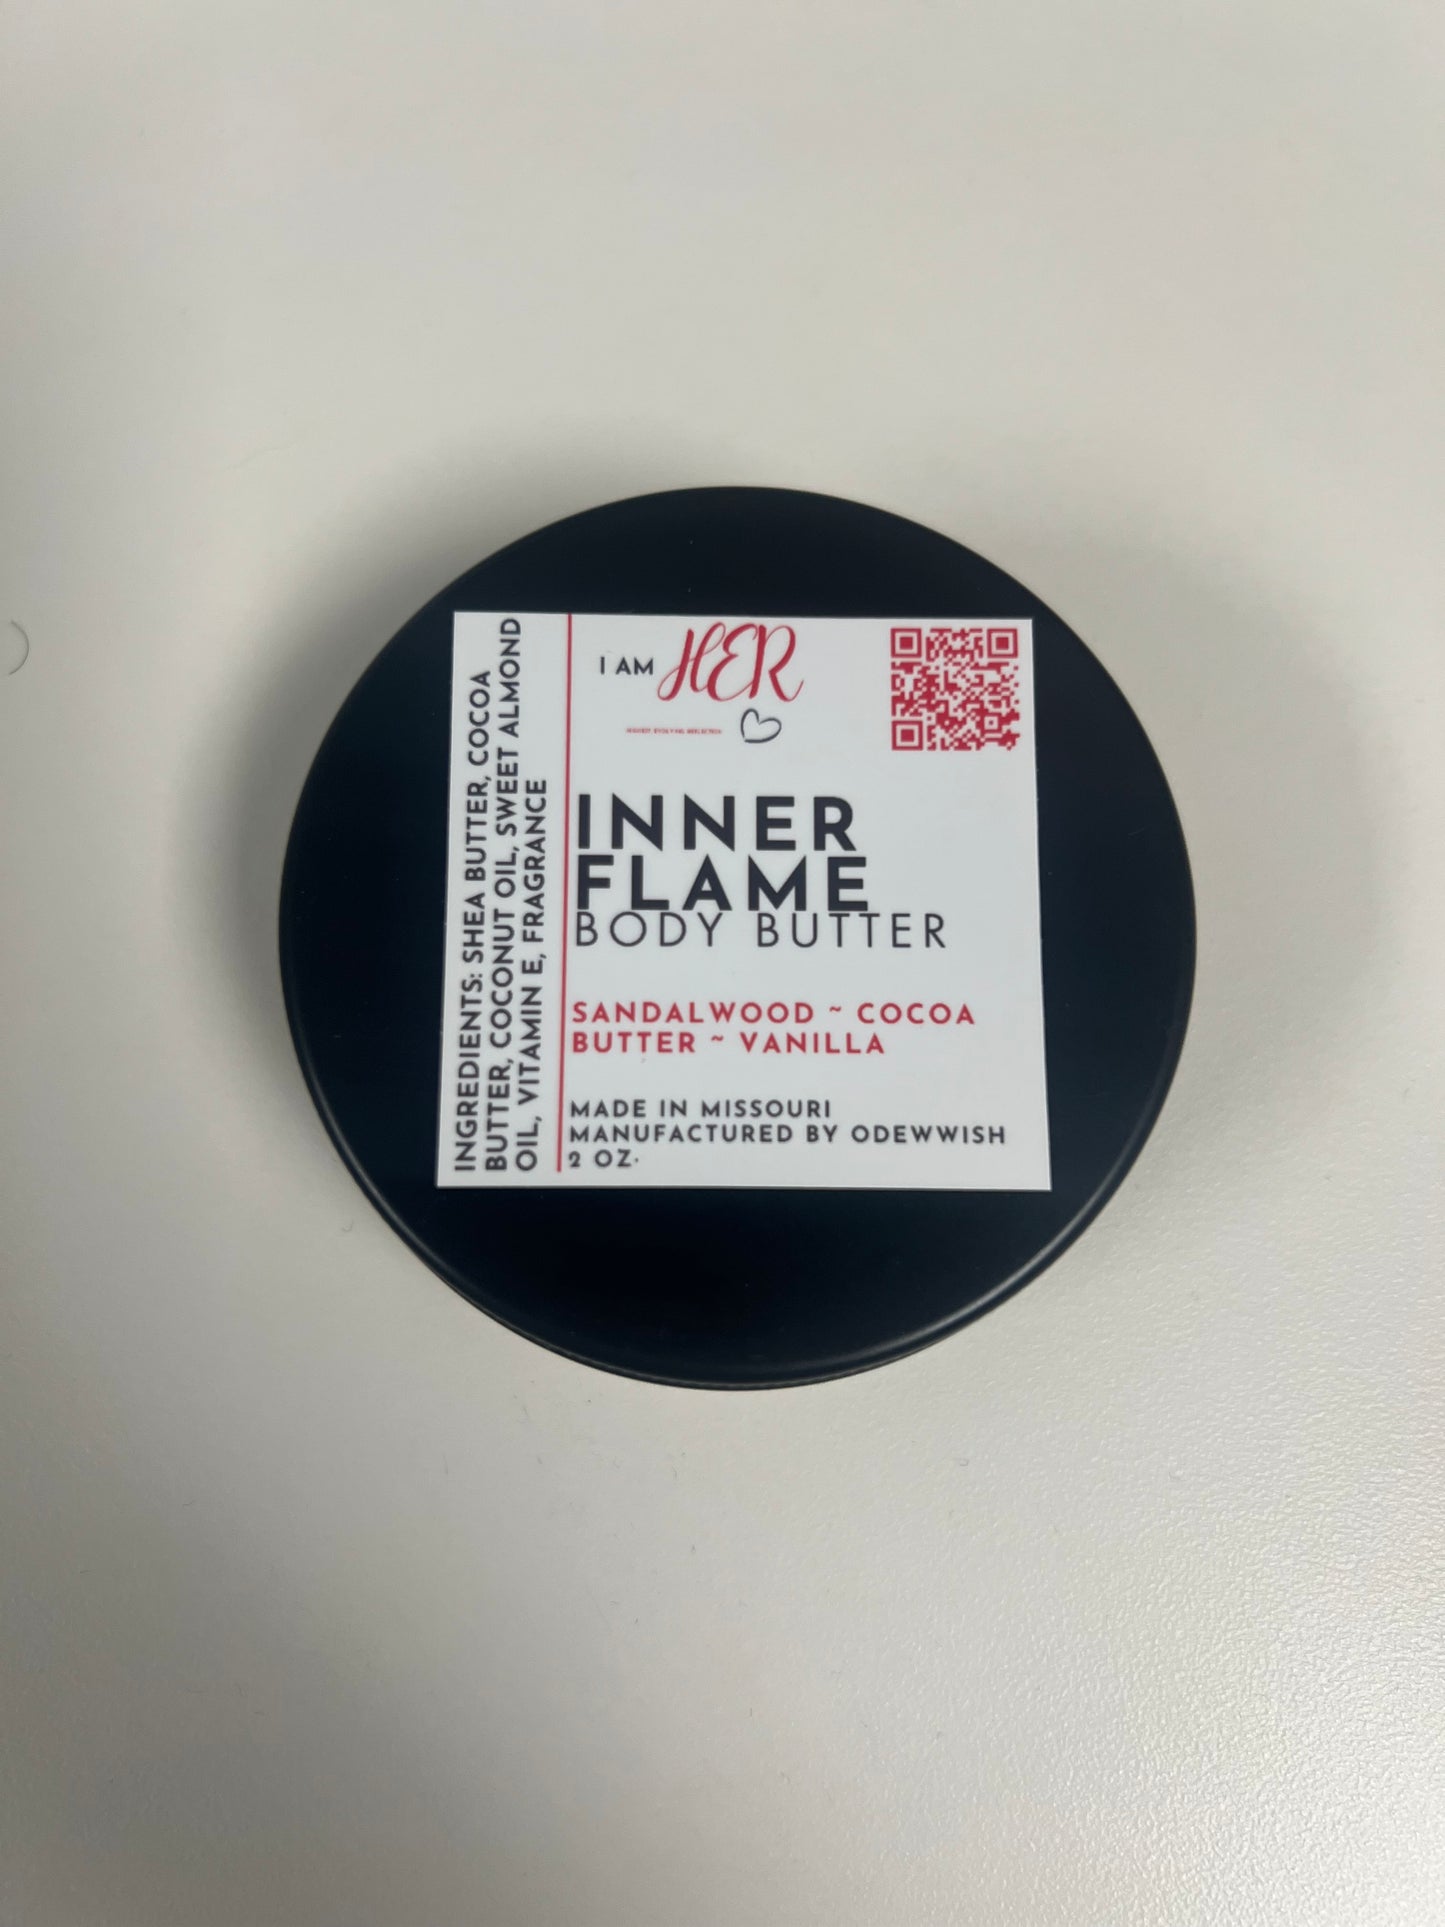 I AM HER
INNER
FLAME
BODY BUTTER
SANDALWOOD ~ COCOA
BUTTER ~ VANILLA
MADE IN MISSOURI
MANUFACTURED BY ODEWWISH
2 OZ.
INGREDIENTS: SHEA BUTTER, COCOA
BUTTER, COCONUT OIL, SWEET ALMOND
OIL, VITAMIN E, FRAGRANCE